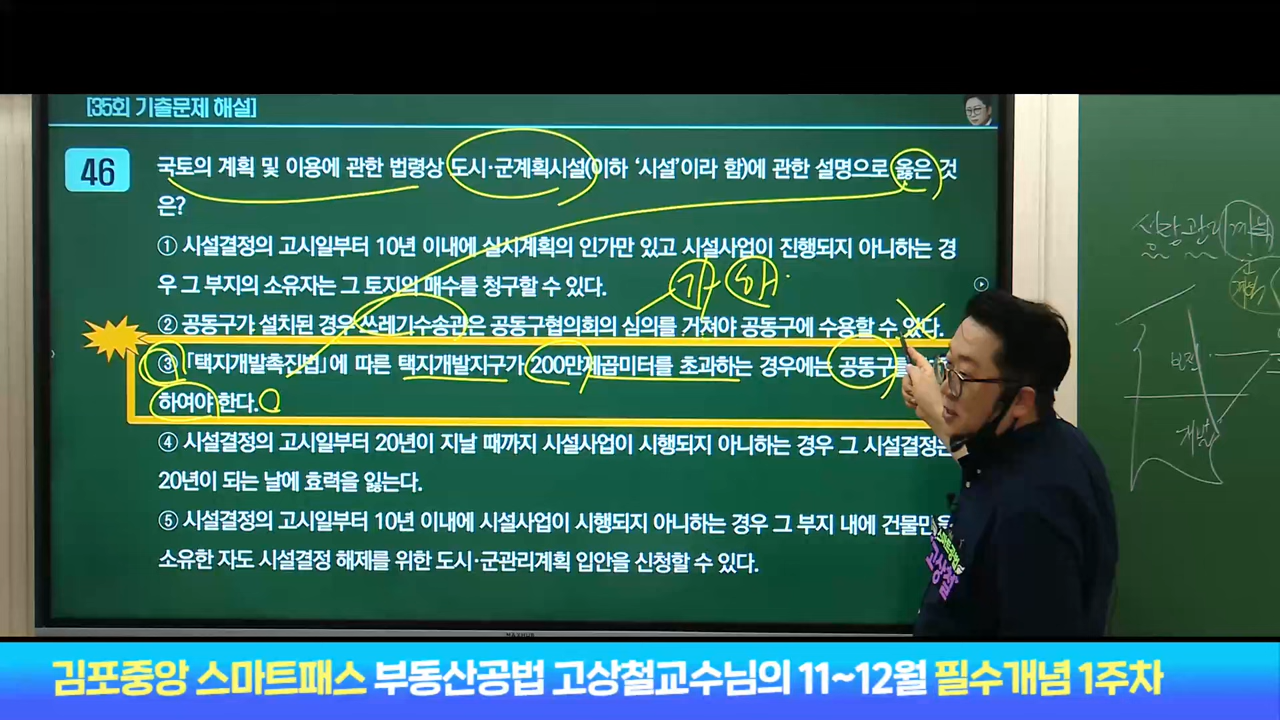 [35회 기출문제 해설]
46
국토의 계획 및 이용에 관한 법령상 도시·군계획시설(이하 ‘시설’이라 함)에 관한 설명으로 옳은 것
은?
① 시설결정의 고시일부터 10년 이내에 실시계획의 인가만 있고 시설사업이 진행되지 아니하는 경
우 그 부지의 소유자는 그 토지의 매수를 청구할 수 있다.
② 공동구가 설치된 경우 쓰레기수송관은 공동구협의회의 심의를 거쳐야 공동구에 수용할 수 있다.
③ 「택지개발촉진법」에 따른 택지개발지구가 200만제곱미터를 초과하는 경우에는 공동구를
하여야 한다.
④ 시설결정의 고시일부터 20년이 지날 때까지 시설사업이 시행되지 아니하는 경우 그 시설결정은
20년이 되는 날에 효력을 잃는다.
⑤ 시설결정의 고시일부터 10년 이내에 시설사업이 시행되지 아니하는 경우 그 부지 내에 건물만을
소유한 자도 시설결정 해제를 위한 도시·군관리계획 입안을 신청할 수 있다.
고상철
김포중앙 스마트패스 부동산공법 고상철교수님의 11~12월 필수개념 1주차